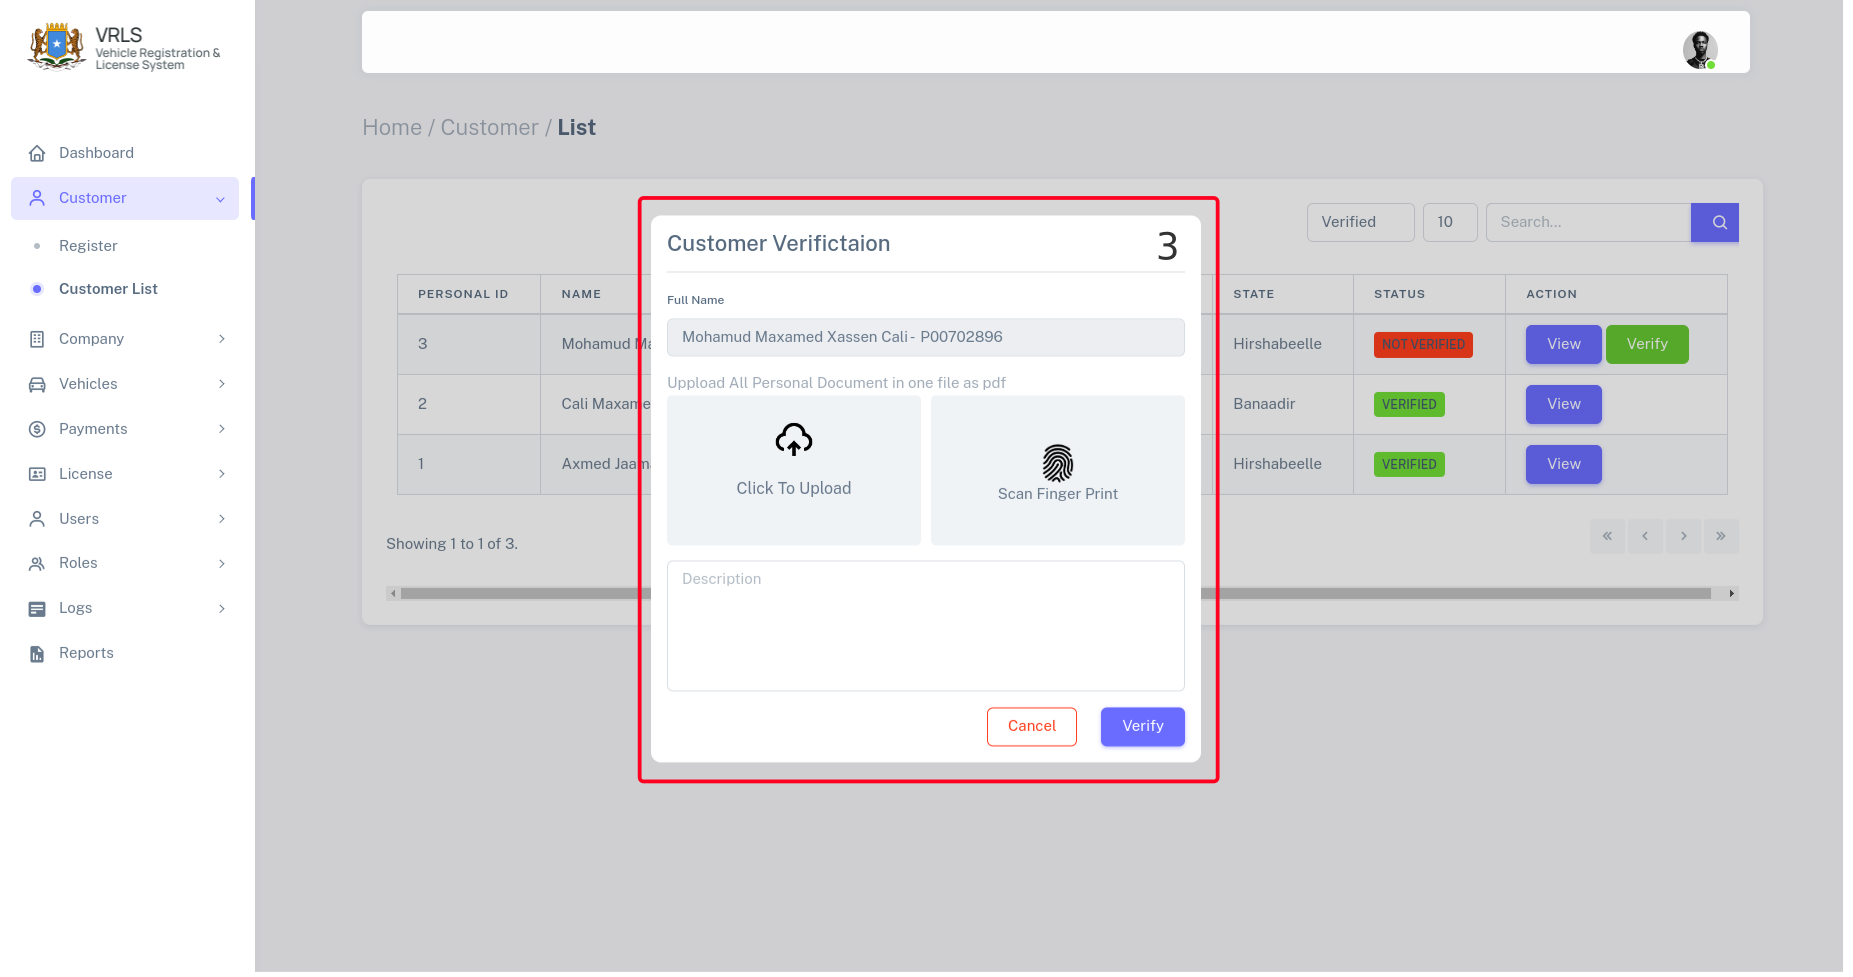 VRLS
Vehicle Registration &
License System
Dashboard
Customer
Register
Customer List
Company
Vehicles
Payments
License
Users
Roles
Logs
Reports
Home / Customer / List
Verified
10
Search...
PERSONAL ID
NAME
STATE
STATUS
ACTION
3
Mohamud
Hirshabeelle
NOT VERIFIED
View
Verify
2
Cali Maxame
Banaadir
VERIFIED
View
1
Axmed Jaam
Hirshabeelle
VERIFIED
View
Showing 1 to 1 of 3.
«
‹
›
»
Customer Verifictaion
3
Full Name
Mohamud Maxamed Xassen Cali - P00702896
Uppload All Personal Document in one file as pdf
Click To Upload
Scan Finger Print
Description
Cancel
Verify